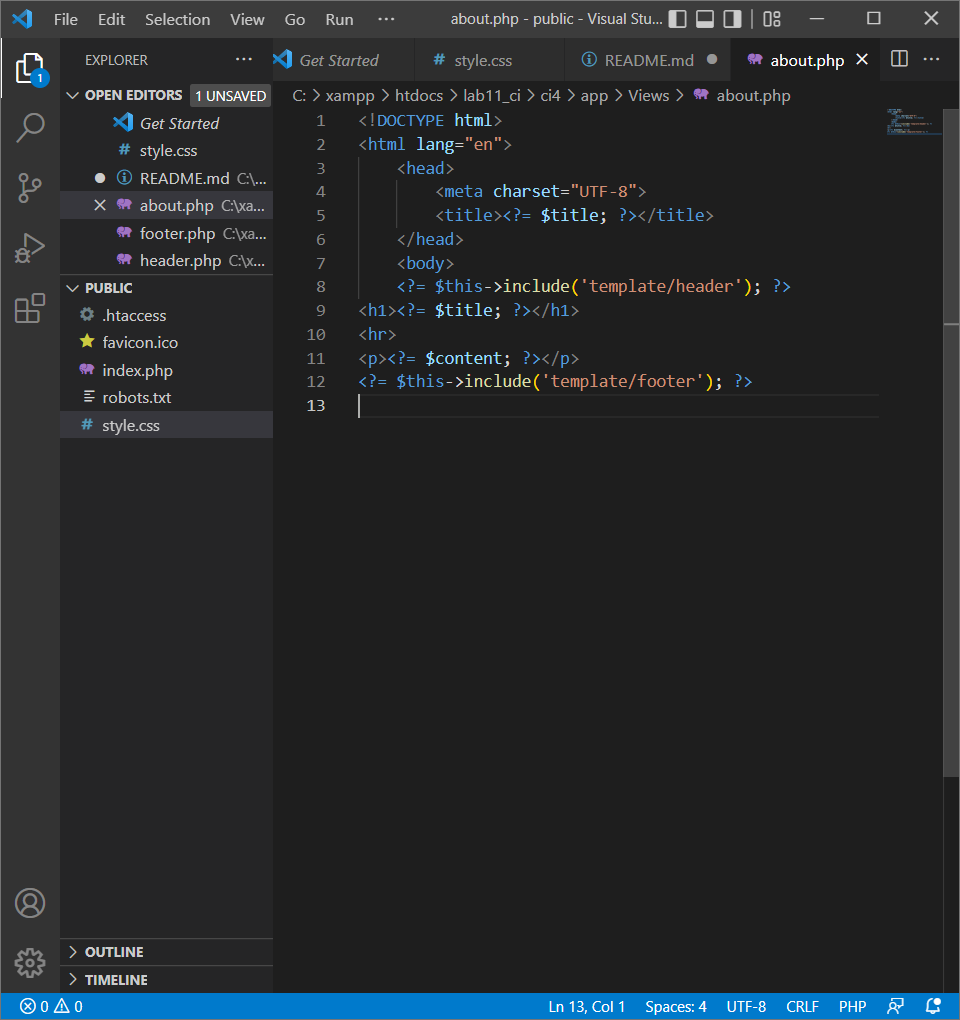 File Edit Selection View Go Run ··· about.php - public - Visual Stu...
EXPLORER ···
Get Started style.css README.md about.php ···
OPEN EDITORS 1 UNSAVED
Get Started
style.css
README.md C:\...
about.php C:\xa...
footer.php C:\xa...
header.php C:\x...
PUBLIC
.htaccess
favicon.ico
index.php
robots.txt
style.css
OUTLINE
TIMELINE
1
C: > xampp > htdocs > lab11_ci > ci4 > app > Views > about.php
1 <!DOCTYPE html>
2 <html lang="en">
3 <head>
4 <meta charset="UTF-8">
5 <title><?= $title; ?></title>
6 </head>
7 <body>
8 <?= $this->include('template/header'); ?>
9 <h1><?= $title; ?></h1>
10 <hr>
11 <p><?= $content; ?></p>
12 <?= $this->include('template/footer'); ?>
13
0 0 Ln 13, Col 1 Spaces: 4 UTF-8 CRLF PHP